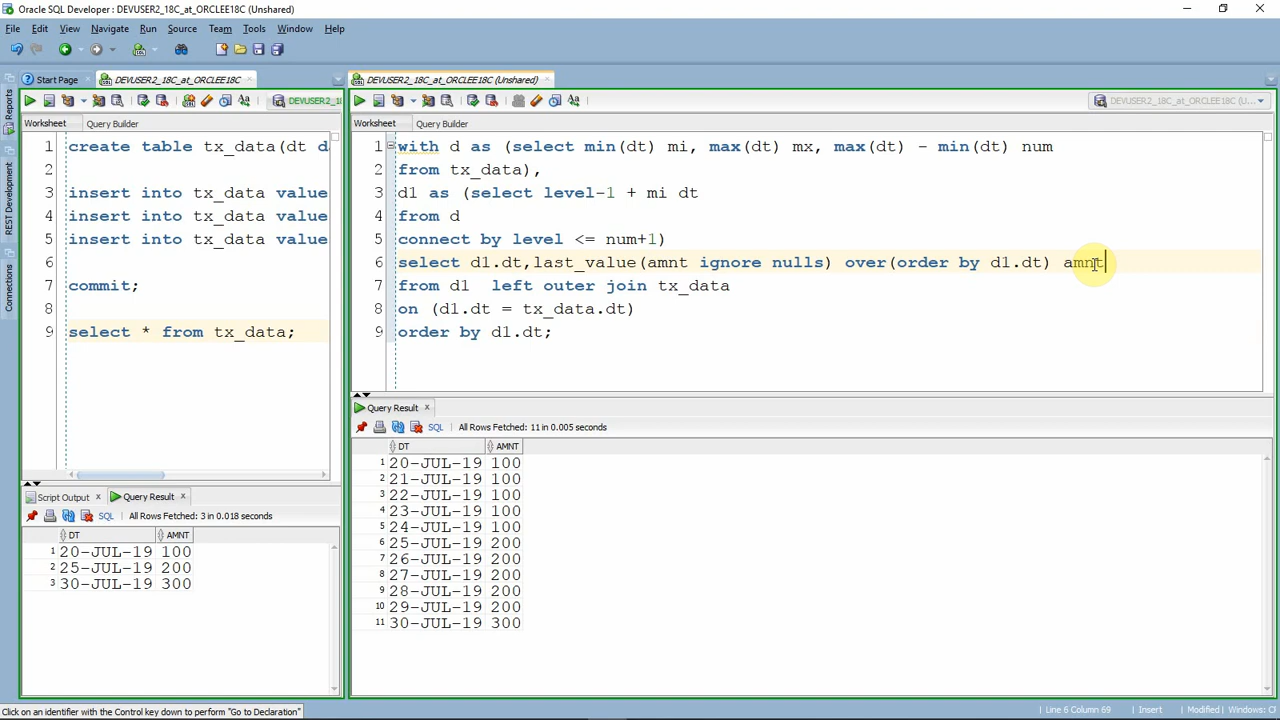 Oracle SQL Developer : DEVUSER2_18C_at_ORCLEE18C (Unshared)
File Edit View Navigate Run Source Team Tools Window Help
Start Page
DEVUSER2_18C_at_ORCLEE18C
DEVUSER2_18C_at_ORCLEE18C (Unshared)
Reports
REST Development
Connections
DEVUSER2_1
Worksheet Query Builder
1 create table tx_data(dt d
2
3 insert into tx_data value
4 insert into tx_data value
5 insert into tx_data value
6
7 commit;
8
9 select * from tx_data;
DEVUSER2_18C_at_ORCLEE18C (U...
Worksheet Query Builder
1 with d as (select min(dt) mi, max(dt) mx, max(dt) - min(dt) num
2 from tx_data),
3 d1 as (select level-1 + mi dt
4 from d
5 connect by level <= num+1)
6 select d1.dt,last_value(amnt ignore nulls) over(order by d1.dt) amnt
7 from d1 left outer join tx_data
8 on (d1.dt = tx_data.dt)
9 order by d1.dt;
Script Output Query Result
SQL All Rows Fetched: 3 in 0.018 seconds
DT AMNT
1 20-JUL-19 100
2 25-JUL-19 200
3 30-JUL-19 300
Query Result
SQL All Rows Fetched: 11 in 0.005 seconds
DT AMNT
1 20-JUL-19 100
2 21-JUL-19 100
3 22-JUL-19 100
4 23-JUL-19 100
5 24-JUL-19 100
6 25-JUL-19 200
7 26-JUL-19 200
8 27-JUL-19 200
9 28-JUL-19 200
10 29-JUL-19 200
11 30-JUL-19 300
Click on an identifier with the Control key down to perform "Go to Declaration"
Line 6 Column 69 Insert Modified Windows: C